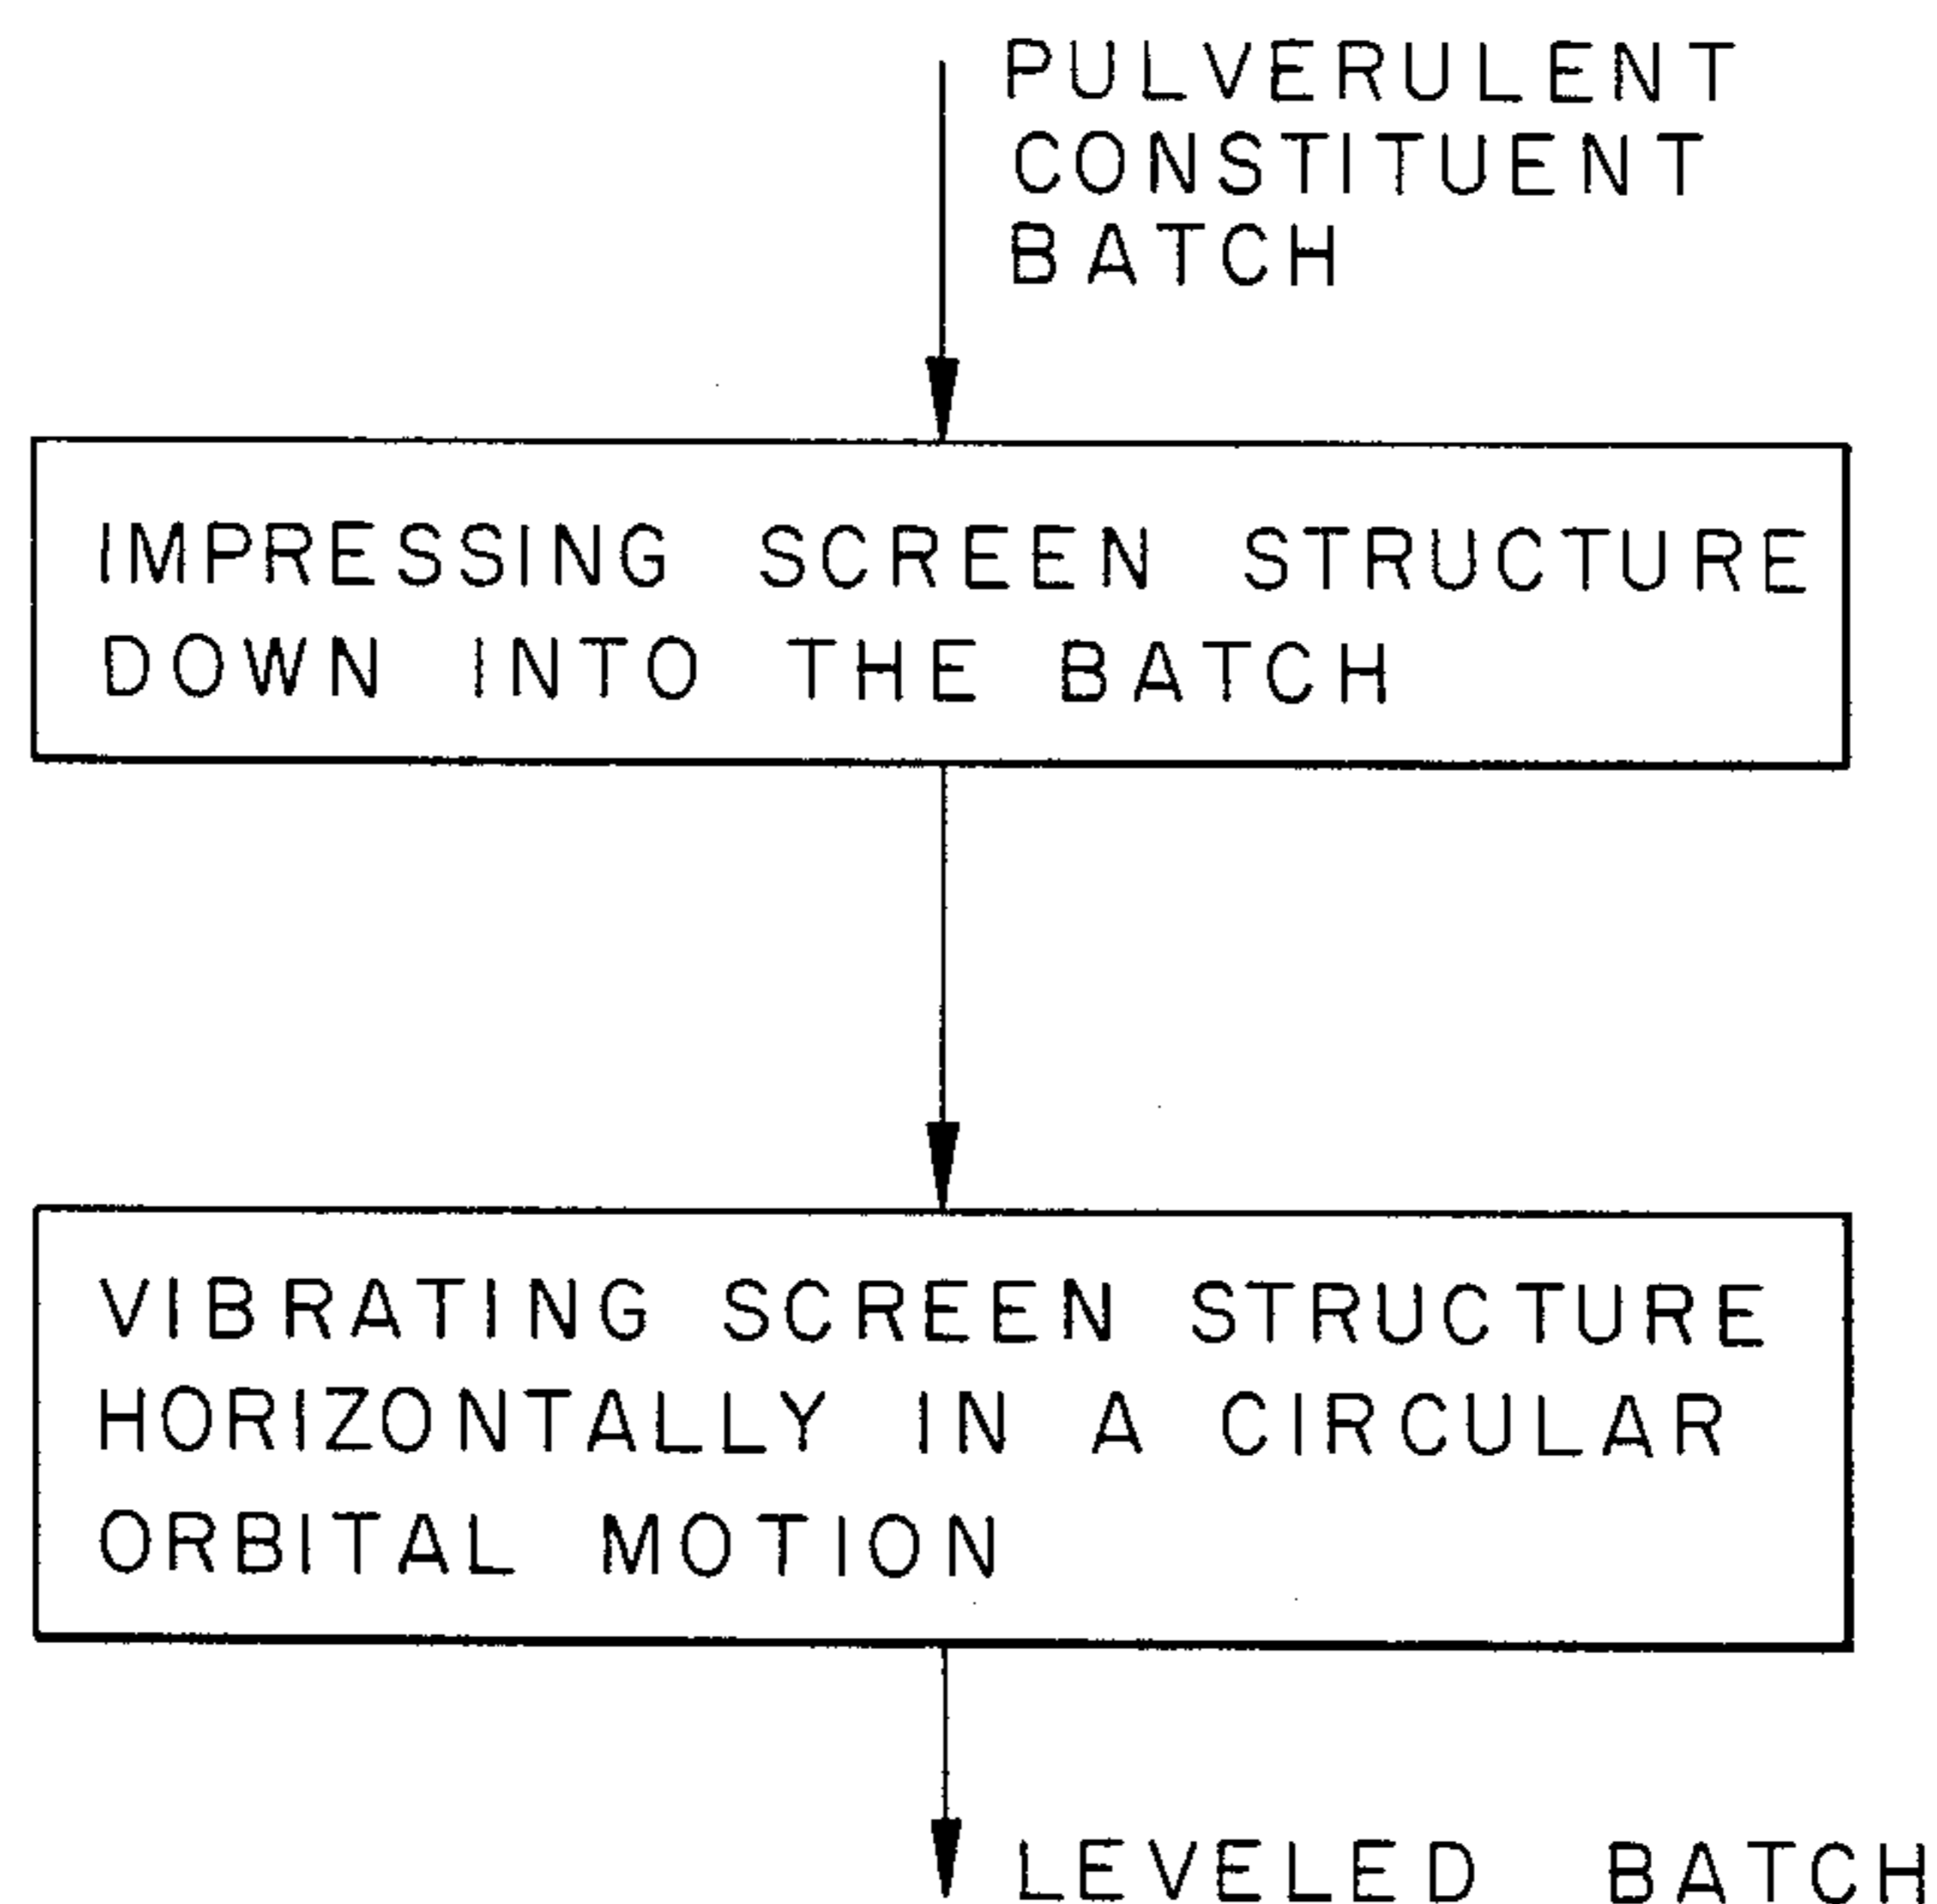 PULVERULENT
CONSTITUENT
BATCH
IMPRESSING SCREEN STRUCTURE
DOWN INTO THE BATCH
VIBRATING SCREEN STRUCTURE
HORIZONTALLY IN A CIRCULAR
ORBITAL MOTION
LEVELED BATCH